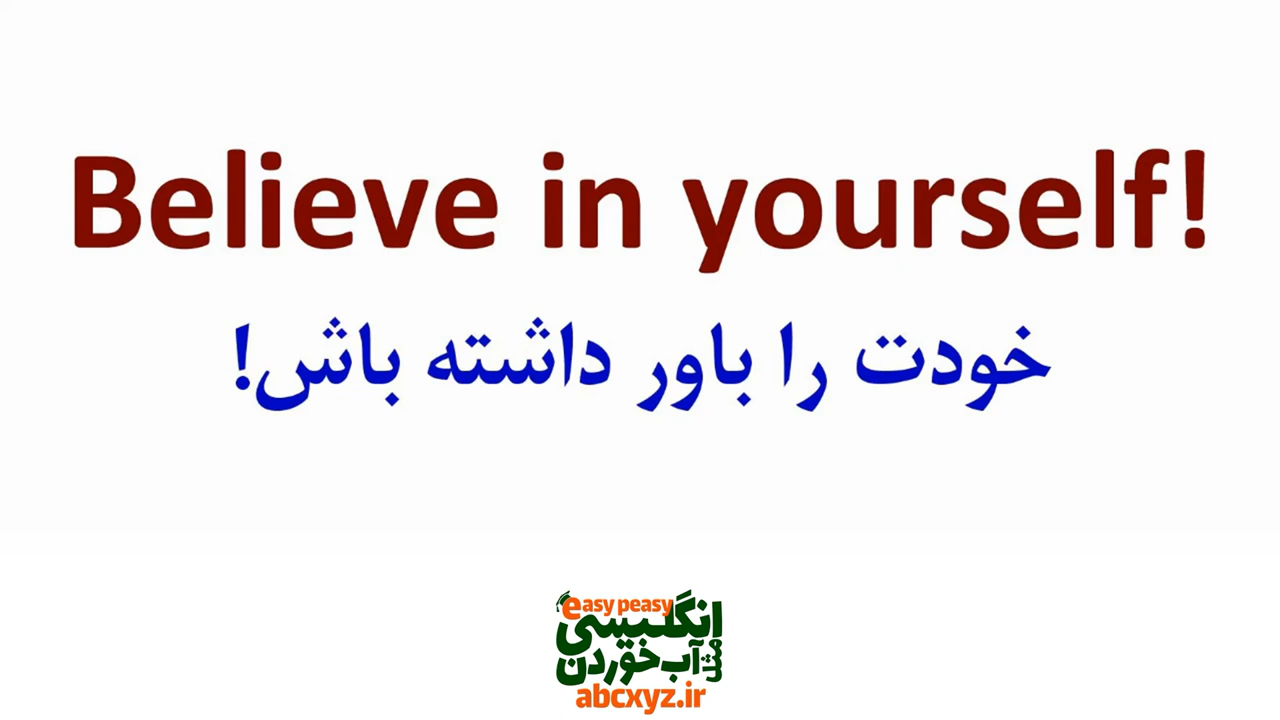 Believe in yourself!
خودت را باور داشته باش!
easy peasy
انگلیسی
مثل آب خوردن
abcxyz.ir